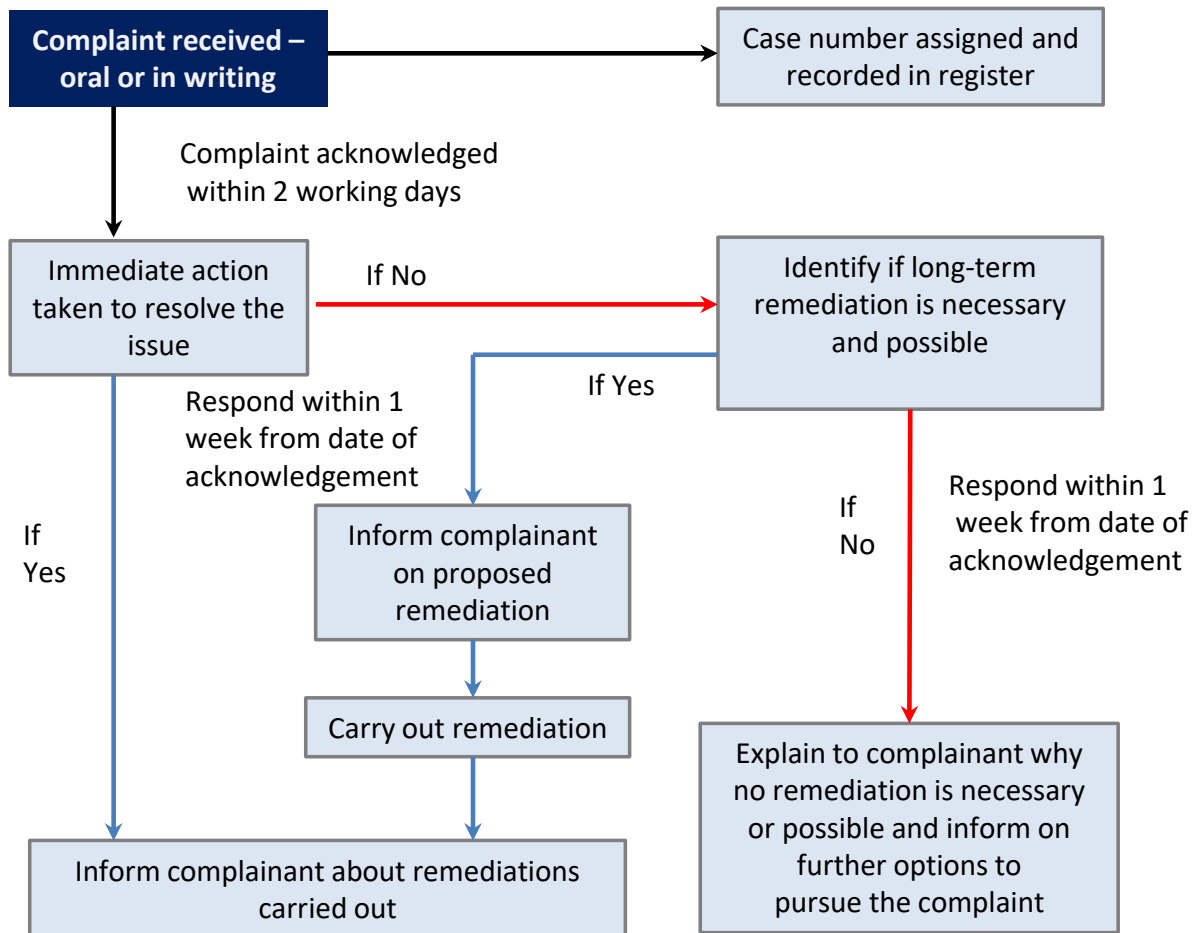 Complaint received –
oral or in writing
Case number assigned and
recorded in register
Complaint acknowledged
within 2 working days
Immediate action
taken to resolve the
issue
If No
Identify if long-term
remediation is necessary
and possible
If Yes
Respond within 1
week from date of
acknowledgement
If
Yes
Inform complainant
on proposed
remediation
If
No
Respond within 1
week from date of
acknowledgement
Carry out remediation
Explain to complainant why
no remediation is necessary
or possible and inform on
further options to
pursue the complaint
Inform complainant about remediations
carried out